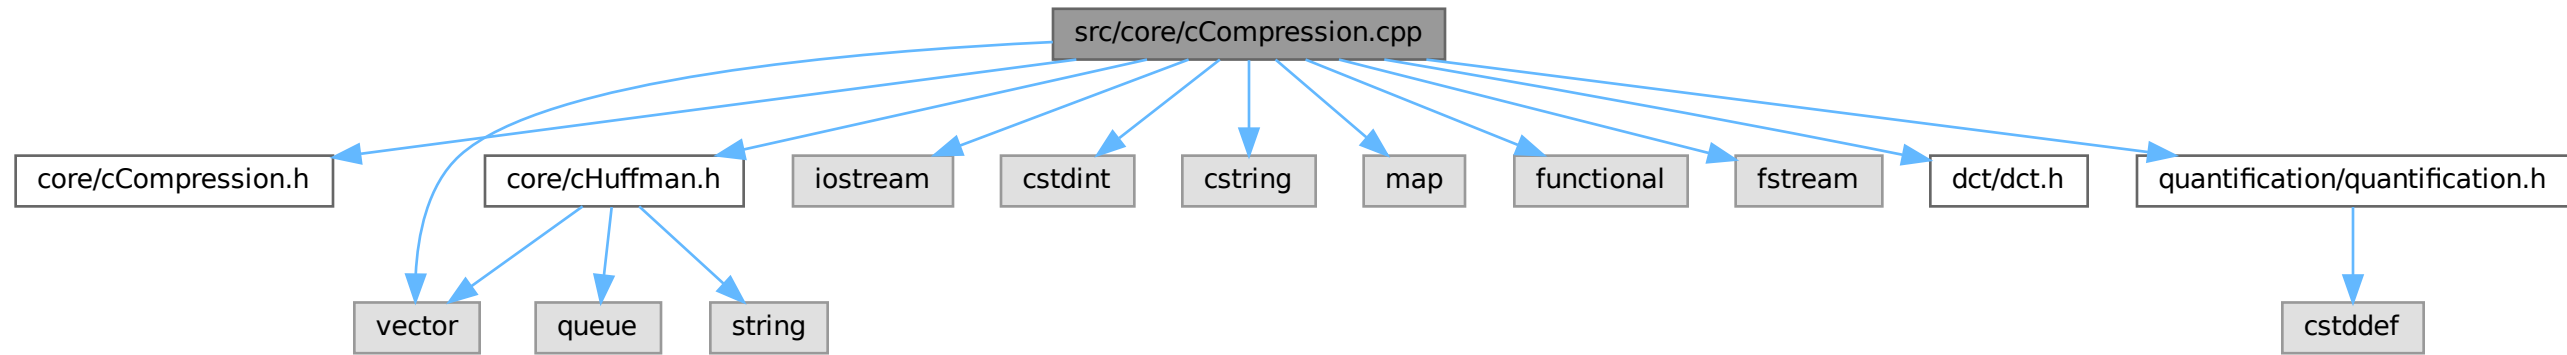 src/core/cCompression.cpp
core/cCompression.h
core/cHuffman.h
iostream
cstdint
cstring
map
functional
fstream
dct/dct.h
quantification/quantification.h
vector
queue
string
cstddef